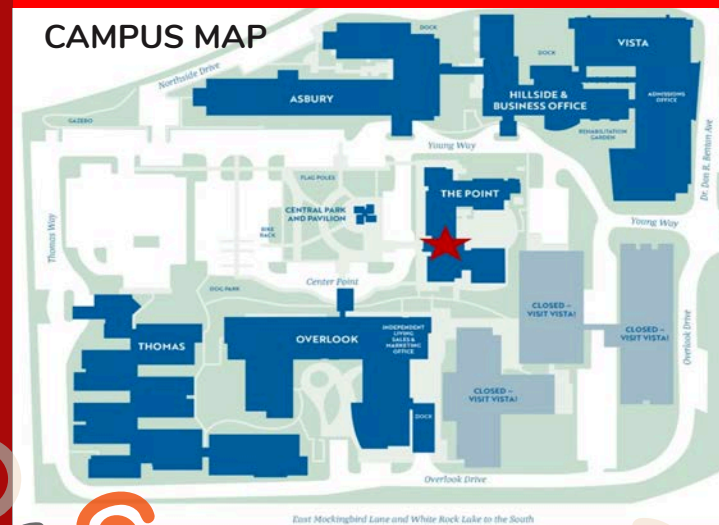 CAMPUS MAP
DOCK
VISTA
DOCK
Northside Drive
ASBURY
HILLSIDE &
BUSINESS OFFICE
ADMISSIONS
OFFICE
GAZEBO
REHABILITATION
GARDEN
Dr. Dan R. Benton Ave
Young Way
FLAG POLES
THE POINT
CENTRAL PARK
AND PAVILION
Young Way
BIKE
RACK
Thomas Way
Center Point
DOG PARK
CLOSED –
VISIT VISTA!
CLOSED –
VISIT VISTA!
Overlook Drive
THOMAS
OVERLOOK
INDEPENDENT
LIVING
SALES &
MARKETING
OFFICE
CLOSED –
VISIT VISTA!
DOCK
Overlook Drive
East Mockingbird Lane and White Rock Lake to the South